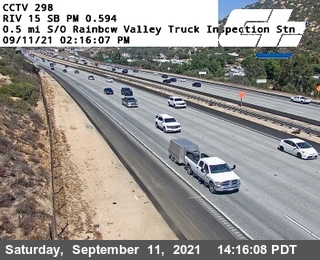 CCTV 298
RIV 15 SB PM 0.594
0.5 mi S/O Rainbow Valley Truck Inspection Stn
09/11/21 02:16:07 PM
Saturday, September 11, 2021 14:16:08 PDT